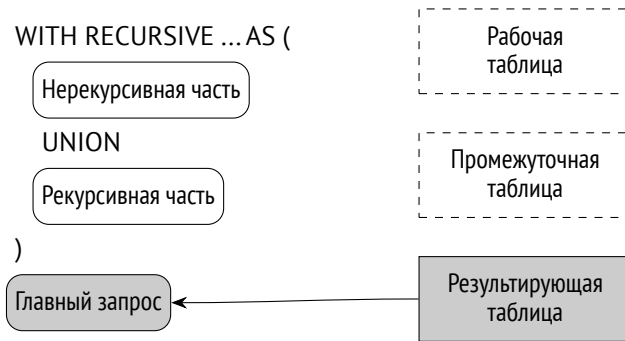 WITH RECURSIVE ... AS (
Нерекурсивная часть
UNION
Рекурсивная часть
)
Главный запрос
Рабочая
таблица
Промежуточная
таблица
Результирующая
таблица